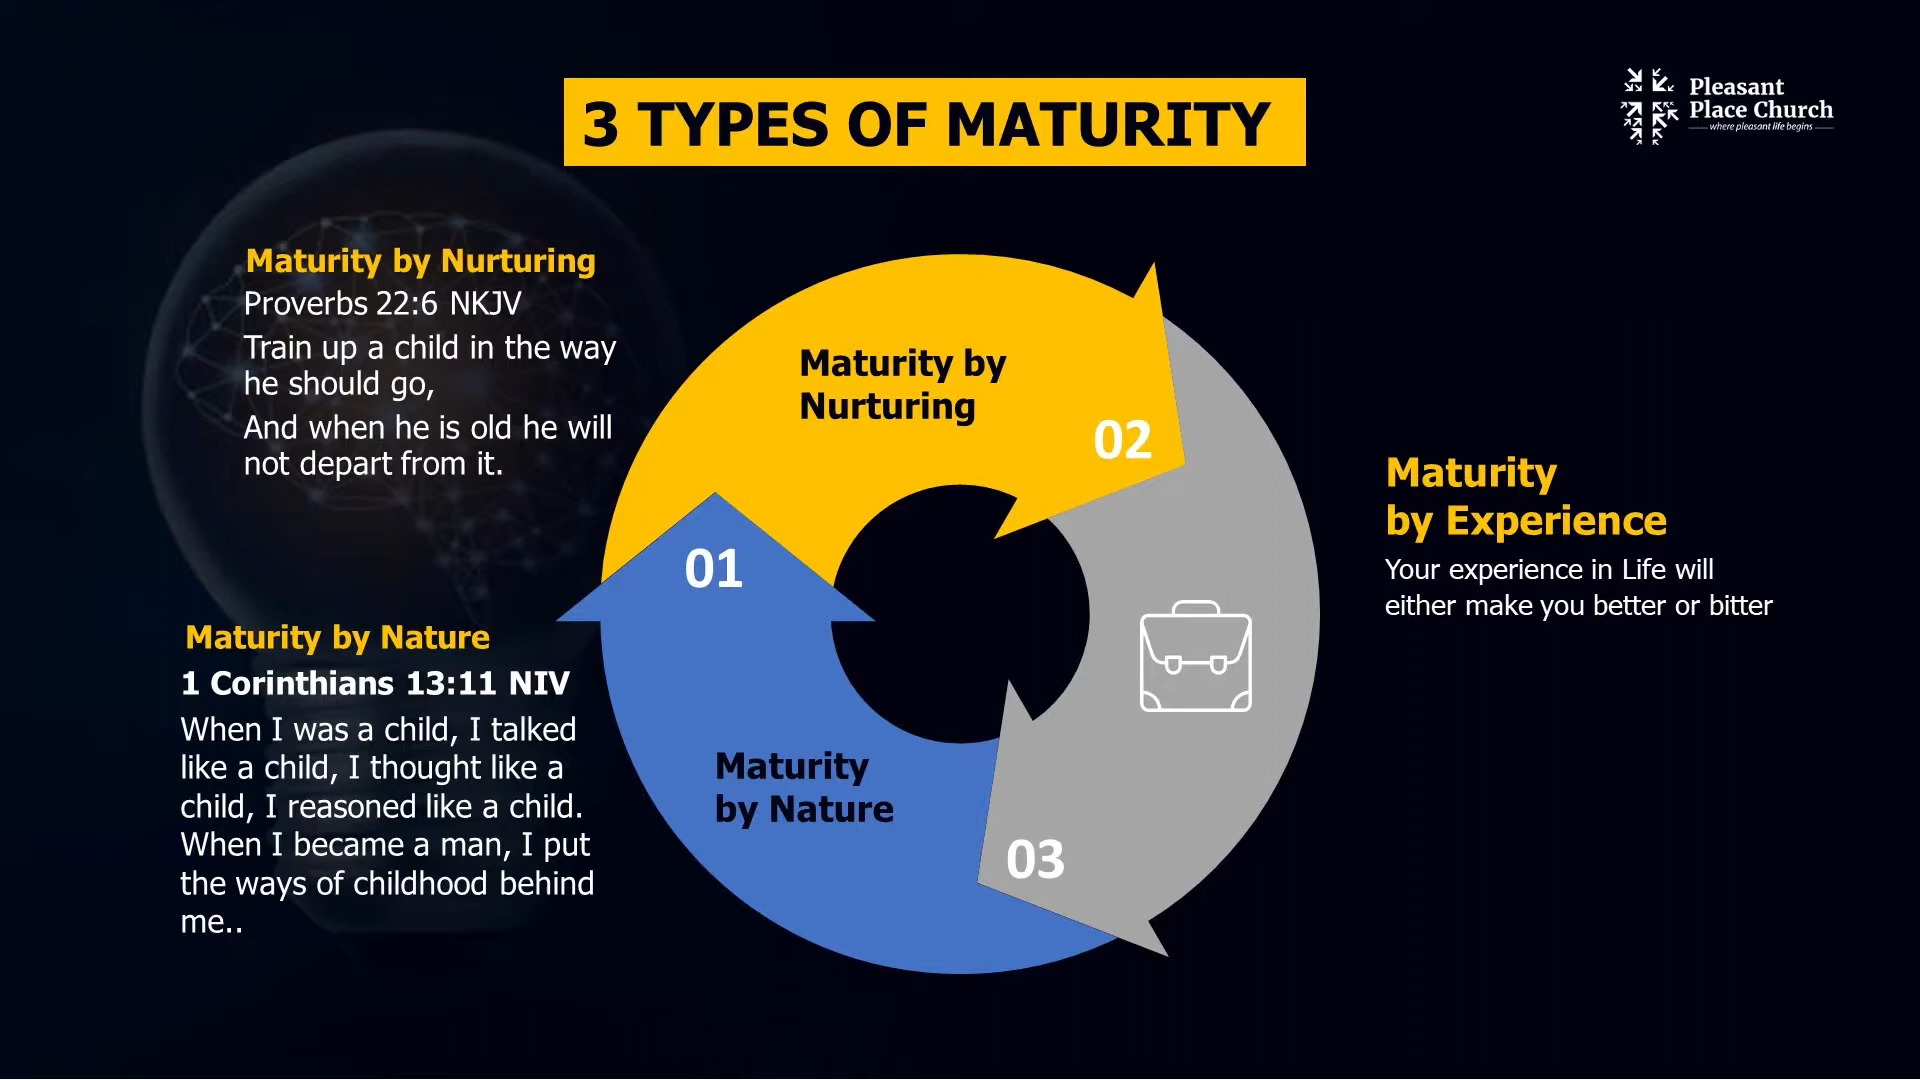 3 TYPES OF MATURITY
Pleasant
Place Church
where pleasant life begins
Maturity by Nurturing
Proverbs 22:6 NKJV
Train up a child in the way
he should go,
And when he is old he will
not depart from it.
Maturity by Nature
1 Corinthians 13:11 NIV
When I was a child, I talked
like a child, I thought like a
child, I reasoned like a child.
When I became a man, I put
the ways of childhood behind
me..
Maturity by
Nurturing
02
01
Maturity
by Nature
03
Maturity
by Experience
Your experience in Life will
either make you better or bitter